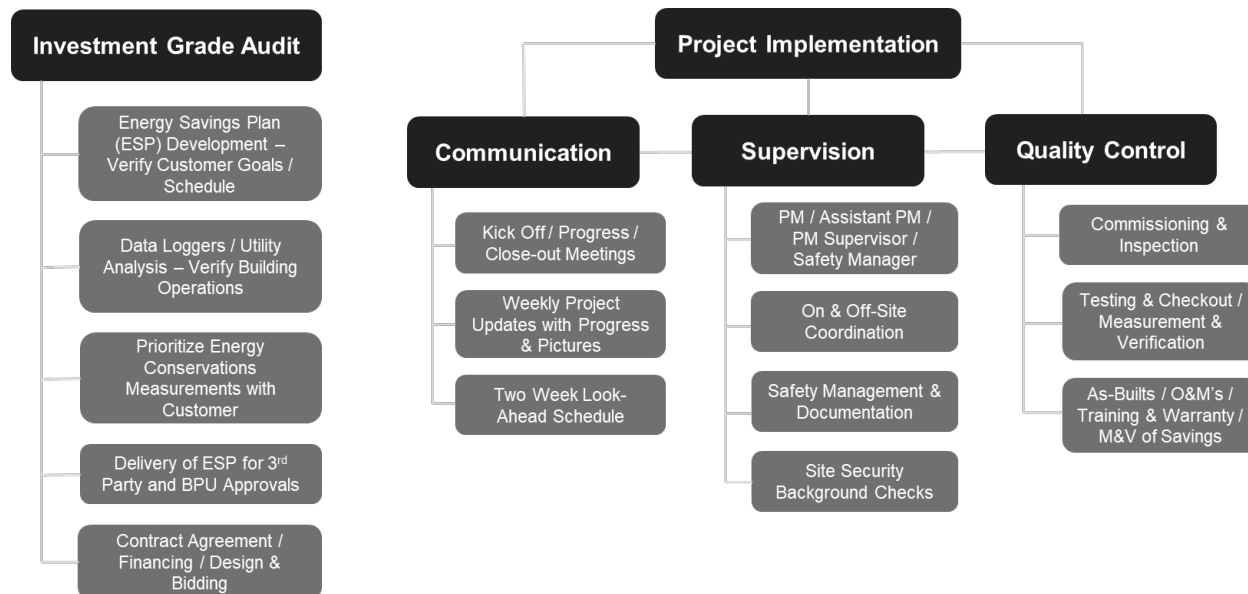 Investment Grade Audit
Energy Savings Plan
(ESP) Development –
Verify Customer Goals /
Schedule
Data Loggers / Utility
Analysis – Verify Building
Operations
Prioritize Energy
Conservations
Measurements with
Customer
Delivery of ESP for 3rd
Party and BPU Approvals
Contract Agreement /
Financing / Design &
Bidding
Project Implementation
Communication
Kick Off / Progress /
Close-out Meetings
Weekly Project
Updates with Progress
& Pictures
Two Week Look-
Ahead Schedule
Supervision
PM / Assistant PM /
PM Supervisor /
Safety Manager
On & Off-Site
Coordination
Safety Management &
Documentation
Site Security
Background Checks
Quality Control
Commissioning &
Inspection
Testing & Checkout /
Measurement &
Verification
As-Builts / O&M's /
Training & Warranty /
M&V of Savings